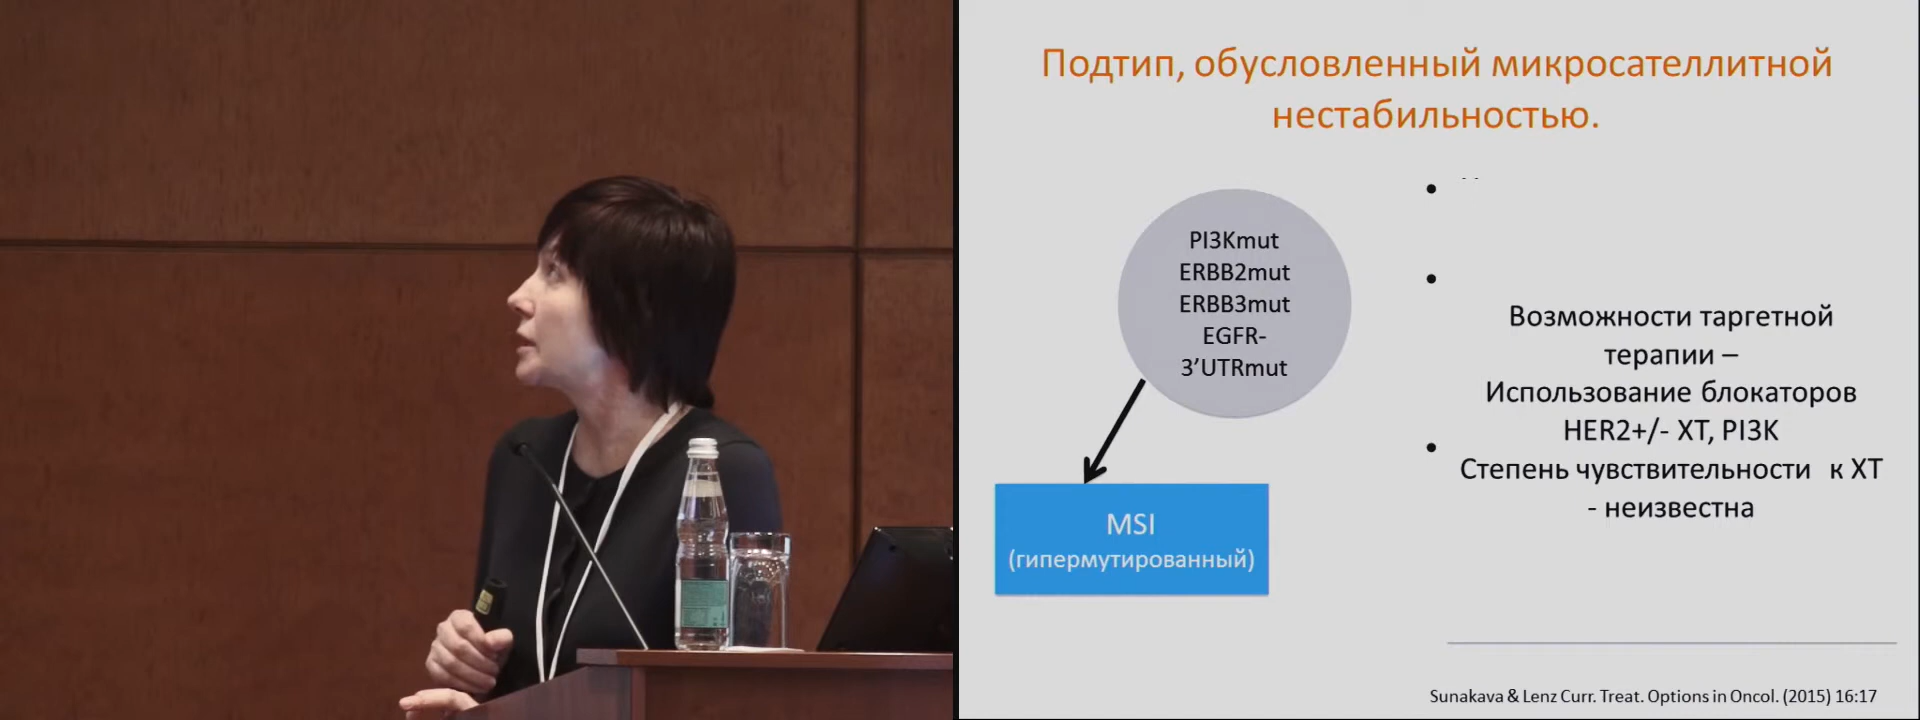 Подтип, обусловленный микросателлитной
нестабильностью.
PI3Kmut
ERBB2mut
ERBB3mut
EGFR-
3’UTRmut
MSI
(гипермутированный)
Возможности таргетной
терапии –
Использование блокаторов
HER2+/- ХТ, PI3K
Степень чувствительности к ХТ
- неизвестна
Sunakava & Lenz Curr. Treat. Options in Oncol. (2015) 16:17